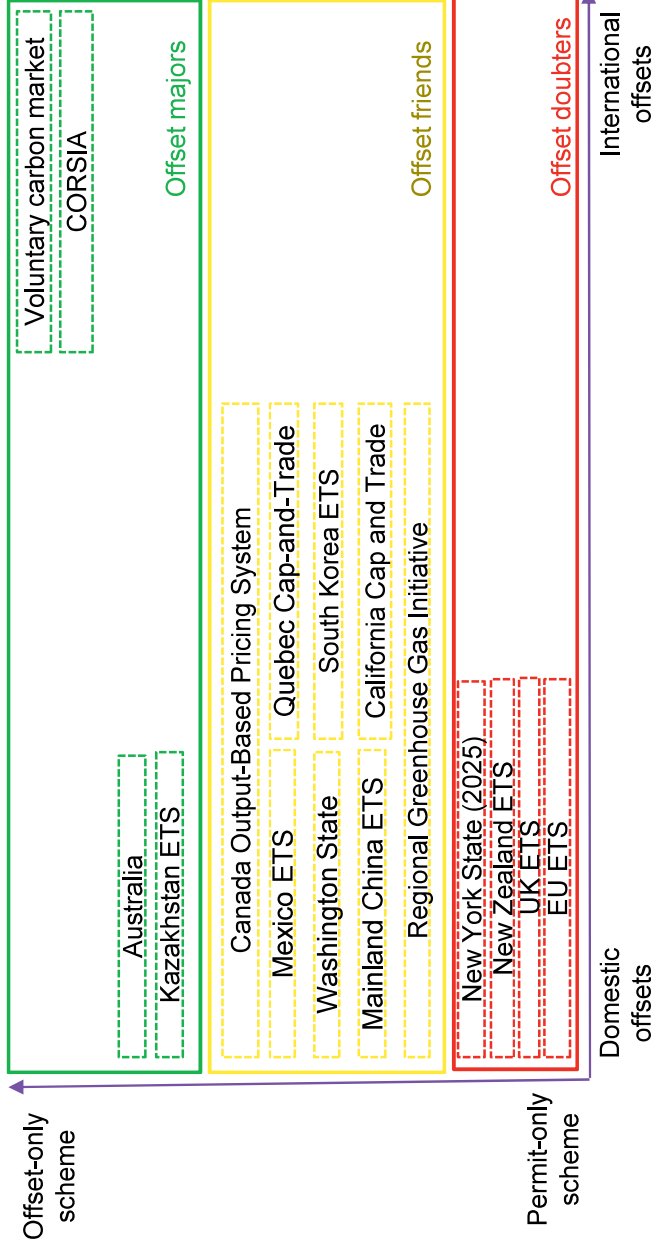 Offset-only
scheme
Voluntary carbon market
CORSIA
Australia
Kazakhstan ETS
Offset majors
Canada Output-Based Pricing System
Mexico ETS
Quebec Cap-and-Trade
Washington State
South Korea ETS
Mainland China ETS
California Cap and Trade
Regional Greenhouse Gas Initiative
Offset friends
New York State (2025)
New Zealand ETS
UK ETS
EU ETS
Offset doubters
Permit-only
scheme
Domestic
offsets
International
offsets